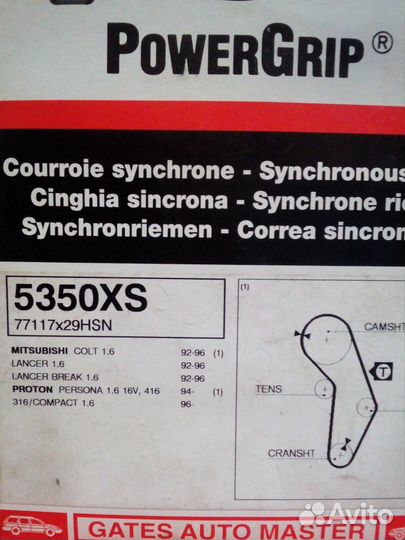 POWERGRIP®
Courroie synchrone - Synchronous
Cinghia sincrona - Synchrone rie
Synchronriemen - Correa sincron
5350XS
77117x29HSN
(1)
MITSUBISHI COLT 1.6 92-96 (1)
LANCER 1.6 92-96
LANCER BREAK 1.6 92-96
PROTON PERSONA 1.6 16V, 416 94- (1)
316/COMPACT 1.6 96-
CAMSHT
T
TENS
CRANSHT
GATES AUTO MASTER
Avito